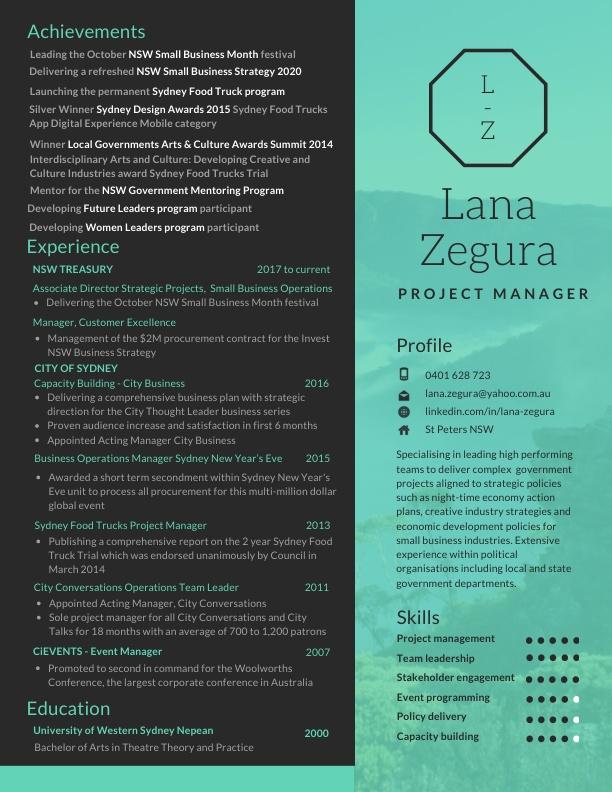 Achievements
Leading the October NSW Small Business Month festival
Delivering a refreshed NSW Small Business Strategy 2020
Launching the permanent Sydney Food Truck program
Silver Winner Sydney Design Awards 2015 Sydney Food Trucks
App Digital Experience Mobile category
Winner Local Governments Arts & Culture Awards Summit 2014
Interdisciplinary Arts and Culture: Developing Creative and
Culture Industries award Sydney Food Trucks Trial
Mentor for the NSW Government Mentoring Program
Developing Future Leaders program participant
Developing Women Leaders program participant
Experience
NSW TREASURY 2017 to current
Associate Director Strategic Projects, Small Business Operations
• Delivering the October NSW Small Business Month festival
Manager, Customer Excellence
• Management of the $2M procurement contract for the Invest
NSW Business Strategy
CITY OF SYDNEY
Capacity Building - City Business 2016
• Delivering a comprehensive business plan with strategic
direction for the City Thought Leader business series
• Proven audience increase and satisfaction in first 6 months
• Appointed Acting Manager City Business
Business Operations Manager Sydney New Year's Eve 2015
• Awarded a short term secondment within Sydney New Year's
Eve unit to process all procurement for this multi-million dollar
global event
Sydney Food Trucks Project Manager 2013
• Publishing a comprehensive report on the 2 year Sydney Food
Truck Trial which was endorsed unanimously by Council in
March 2014
City Conversations Operations Team Leader 2011
• Appointed Acting Manager, City Conversations
• Sole project manager for all City Conversations and City
Talks for 18 months with an average of 700 to 1,200 patrons
CiEVENTS - Event Manager 2007
• Promoted to second in command for the Woolworths
Conference, the largest corporate conference in Australia
Education
University of Western Sydney Nepean 2000
Bachelor of Arts in Theatre Theory and Practice
L
-
Z
Lana
Zegura
PROJECT MANAGER
Profile
0401 628 723
lana.zegura@yahoo.com.au
linkedin.com/in/lana-zegura
St Peters NSW
Specialising in leading high performing
teams to deliver complex government
projects aligned to strategic policies
such as night-time economy action
plans, creative industry strategies and
economic development policies for
small business industries. Extensive
experience within political
organisations including local and state
government departments.
Skills
Project management
Team leadership
Stakeholder engagement
Event programming
Policy delivery
Capacity building